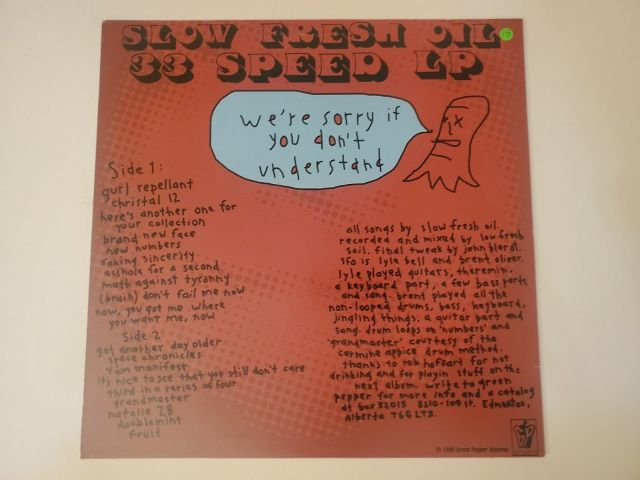 SLOW FRESH OIL
33 SPEED LP
15
we're sorry if
you don't
understand
Side 1:
gurl repellant
christal 12
here's another one for
your collection
brand new face
new numbers
faking sincerity
asshole for a second
math against tyranny
(brain) don't fail me now
now, you got me where
you want me, now
Side 2:
get another day older
space chronicles
yam manifest
it's nice to see that you still don't care
third in a series of four
grandmaster
natalie 2B
doublemint
fruit
all songs by slow fresh oil.
recorded and mixed by low fresh
soil. final tweak by john
sfo is lyle bell and brent oliver.
lyle played guitars, theremin,
a keyboard part, a few bass parts,
and sang. brent played all the
non-looped drums, bass, keyboard,
jingling things, a guitar part and
sang. drum loops on 'numbers' and
'grandmaster' courtesy of the
carmine appice drum method.
thanks to rob hoffart for not
drinking and for playin stuff on the
next album. write to green
pepper for more info and a catalog
at box 52015 8210-109 st. Edmonton,
Alberta T6G 2T5.
© 1998 Green Pepper Records